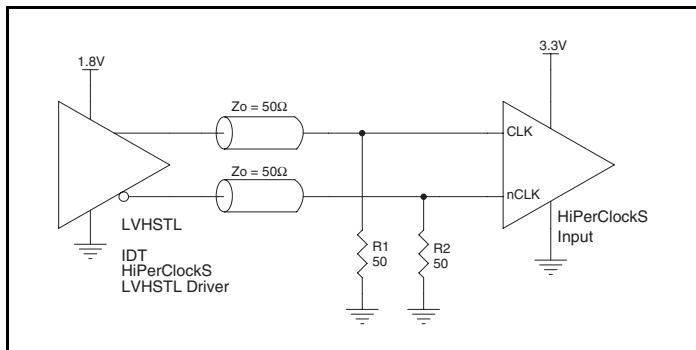 1.8V
3.3V
Zo = 50Ω
CLK
Zo = 50Ω
nCLK
LVHSTL
HiPerClockS
Input
R1
50
R2
50
IDT
HiPerClockS
LVHSTL Driver